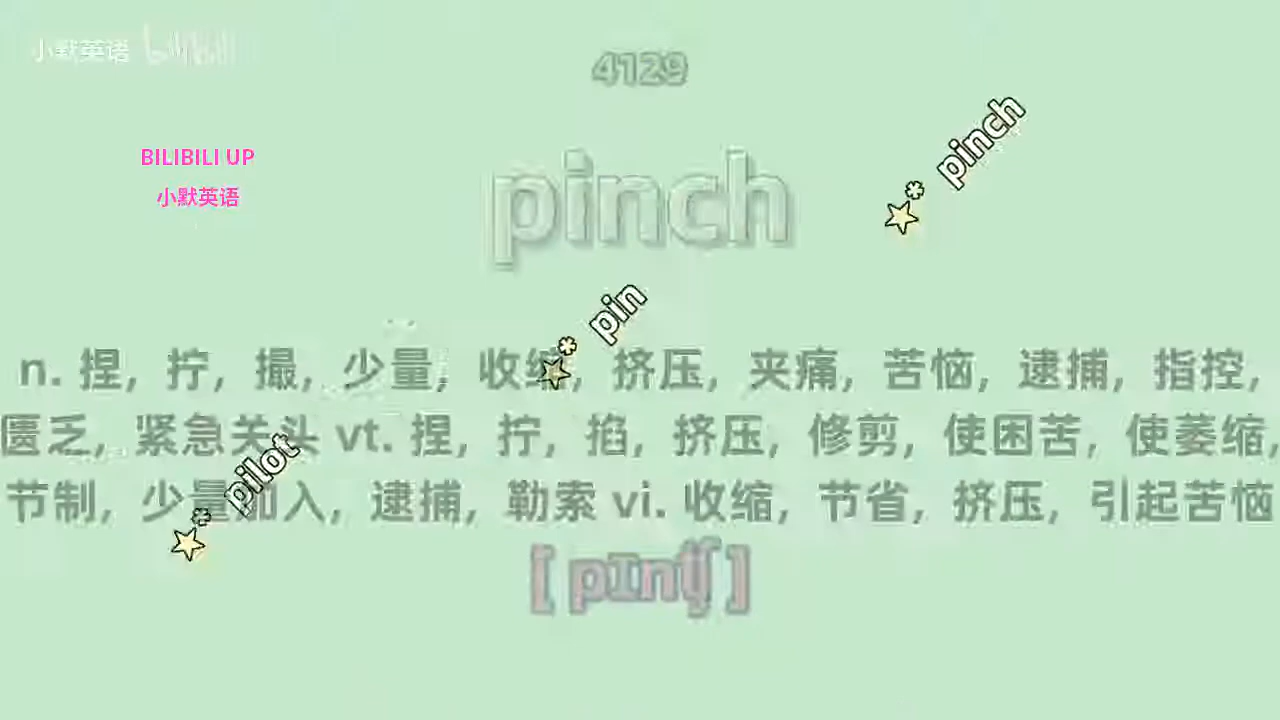 小默英语 bilibili
4129
BILIBILI UP
小默英语
pinch
pinch
pin
n. 捏, 拧, 撮, 少量, 收缩, 挤压, 夹痛, 苦恼, 逮捕, 指控,
匮乏, 紧急关头 vt. 捏, 拧, 掐, 挤压, 修剪, 使困苦, 使萎缩,
pilot
节制, 少量加入, 逮捕, 勒索 vi. 收缩, 节省, 挤压, 引起苦恼
[ pɪntʃ ]